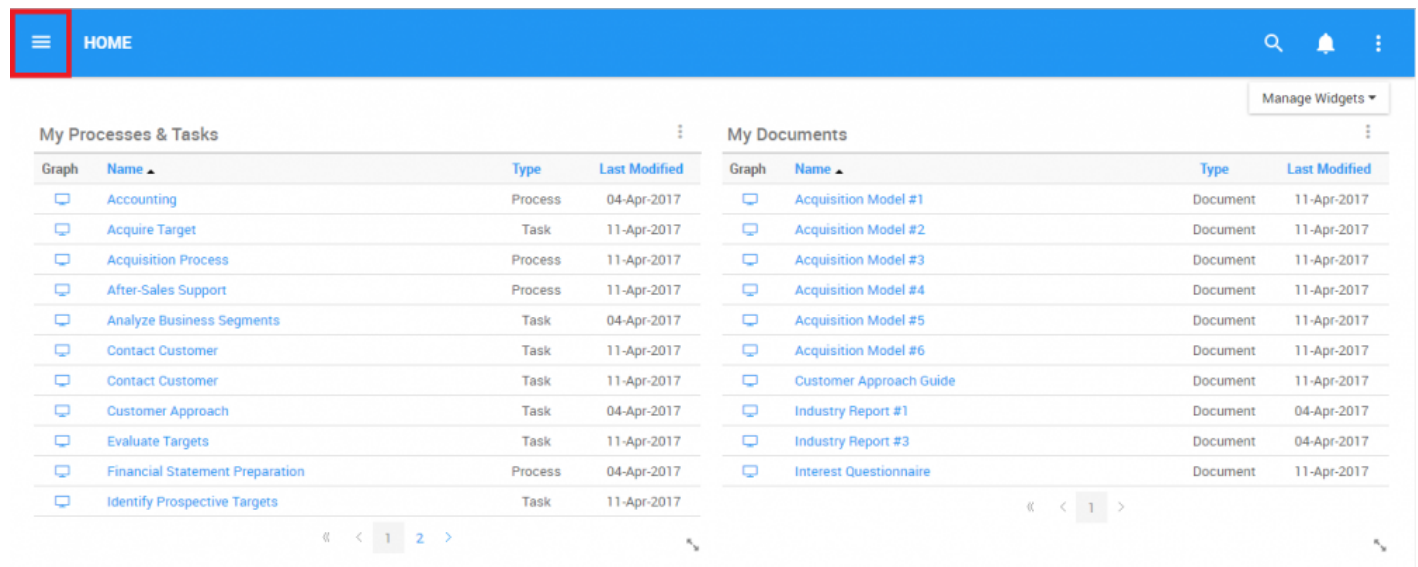 HOME
Manage Widgets
My Processes & Tasks
Graph Name Type Last Modified
Accounting Process 04-Apr-2017
Acquire Target Task 11-Apr-2017
Acquisition Process Process 11-Apr-2017
After-Sales Support Process 11-Apr-2017
Analyze Business Segments Task 04-Apr-2017
Contact Customer Task 11-Apr-2017
Contact Customer Task 11-Apr-2017
Customer Approach Task 04-Apr-2017
Evaluate Targets Task 11-Apr-2017
Financial Statement Preparation Process 04-Apr-2017
Identify Prospective Targets Task 11-Apr-2017
1 2
My Documents
Graph Name Type Last Modified
Acquisition Model #1 Document 11-Apr-2017
Acquisition Model #2 Document 11-Apr-2017
Acquisition Model #3 Document 11-Apr-2017
Acquisition Model #4 Document 11-Apr-2017
Acquisition Model #5 Document 11-Apr-2017
Acquisition Model #6 Document 11-Apr-2017
Customer Approach Guide Document 11-Apr-2017
Industry Report #1 Document 04-Apr-2017
Industry Report #3 Document 04-Apr-2017
Interest Questionnaire Document 11-Apr-2017
1